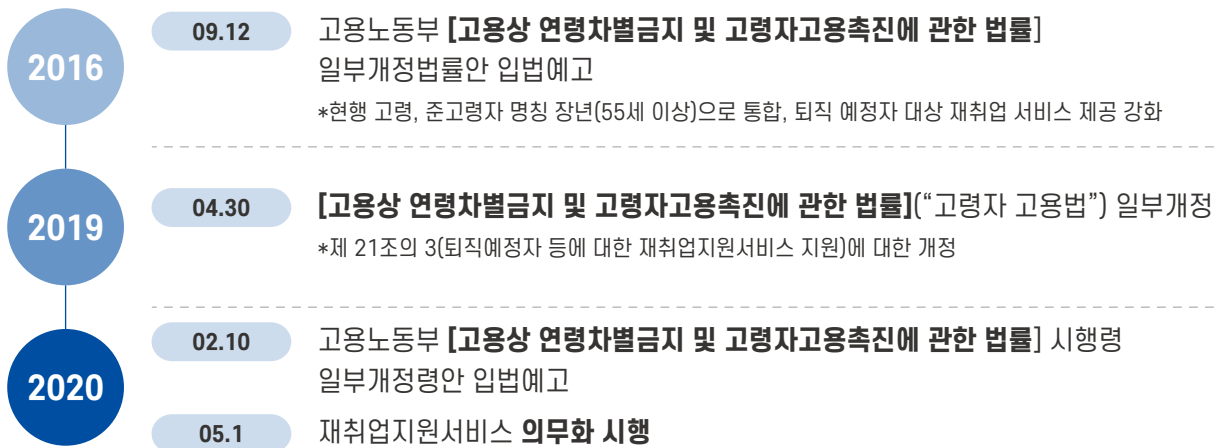 2016
09.12
고용노동부 [고용상 연령차별금지 및 고령자고용촉진에 관한 법률]
일부개정법률안 입법예고
*현행 고령, 준고령자 명칭 장년(55세 이상)으로 통합, 퇴직 예정자 대상 재취업 서비스 제공 강화
2019
04.30
[고용상 연령차별금지 및 고령자고용촉진에 관한 법률](“고령자 고용법”) 일부개정
*제 21조의 3(퇴직예정자 등에 대한 재취업지원서비스 지원)에 대한 개정
2020
02.10
고용노동부 [고용상 연령차별금지 및 고령자고용촉진에 관한 법률] 시행령
일부개정령안 입법예고
05.1
재취업지원서비스 의무화 시행